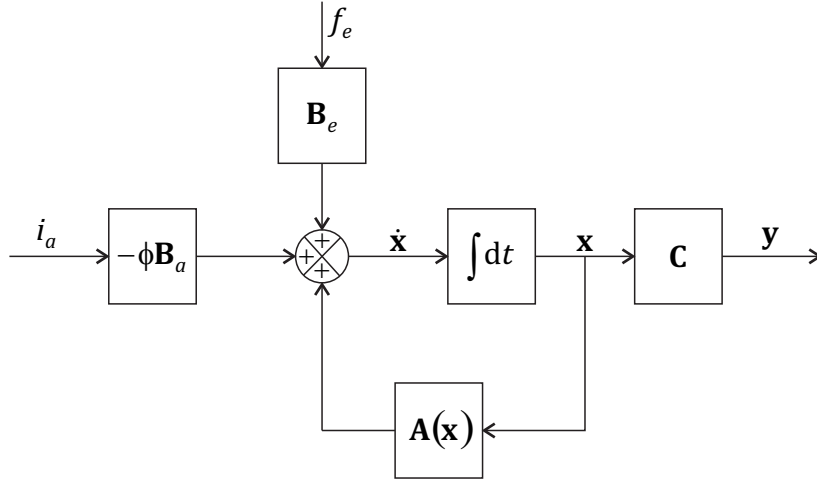 f_e
B_e
i_a
−ϕB_a
+
+
+
ẋ
∫dt
x
C
y
A(x)